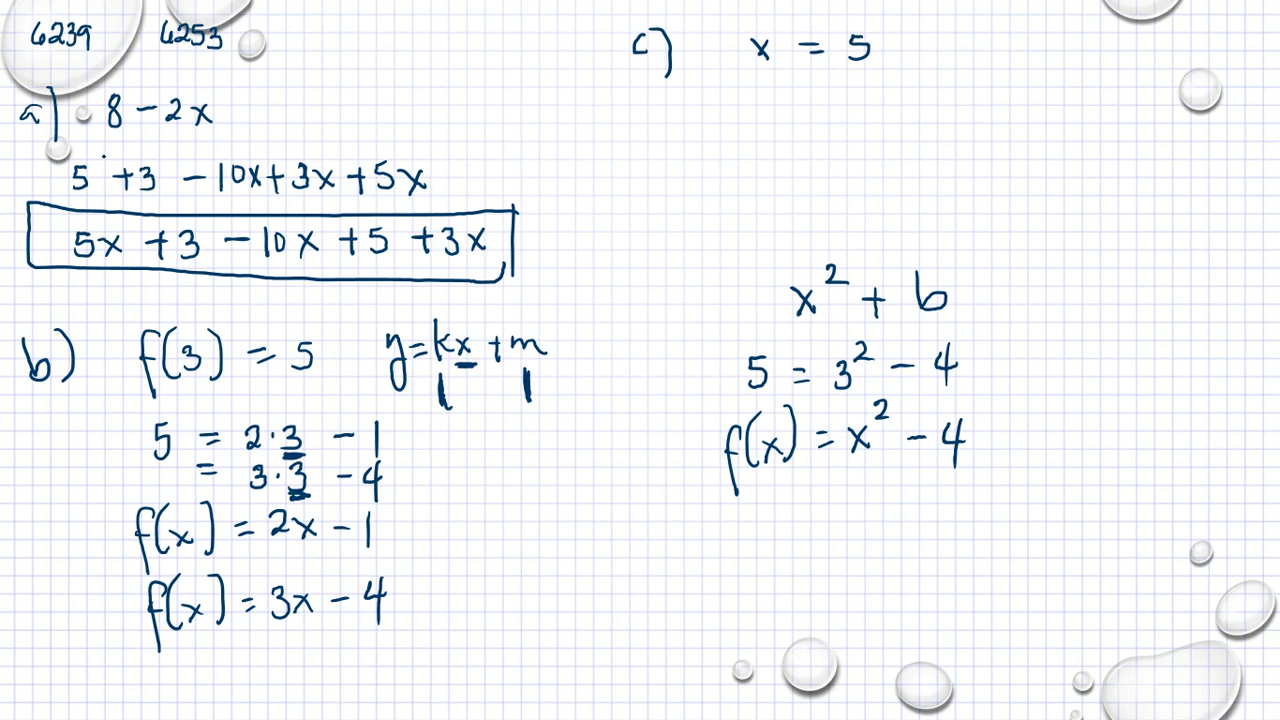 6239 6253
a) 8 - 2x
5 + 3 - 10x + 3x + 5x
5x + 3 - 10x + 5 + 3x
b) f(3) = 5 y = kx + m
5 = 2·3 - 1
= 3·3 - 4
f(x) = 2x - 1
f(x) = 3x - 4
c) x = 5
x² + b
5 = 3² - 4
f(x) = x² - 4